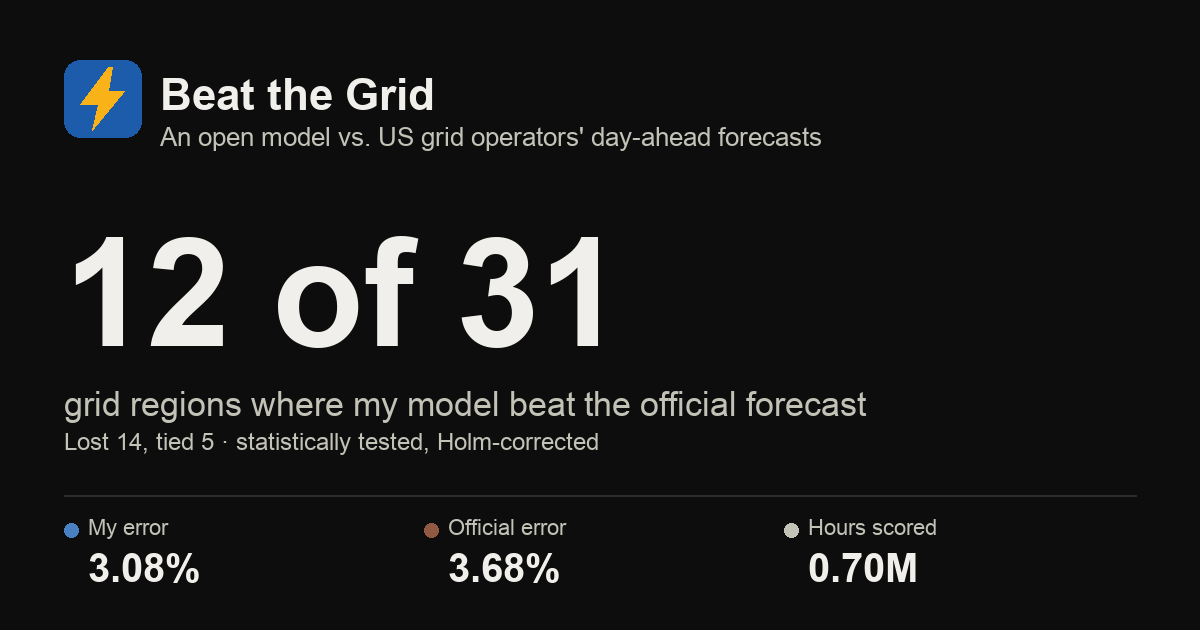 Beat the Grid
An open model vs. US grid operators' day-ahead forecasts
12 of 31
grid regions where my model beat the official forecast
Lost 14, tied 5 · statistically tested, Holm-corrected
My error
3.08%
Official error
3.68%
Hours scored
0.70M